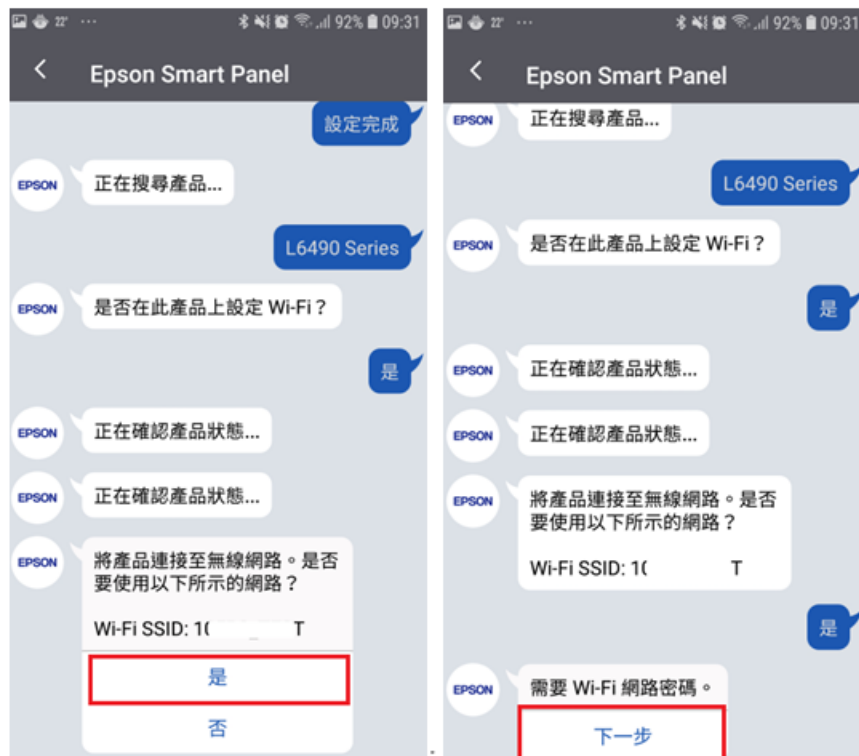 22° ... 92% 09:31
Epson Smart Panel
設定完成
EPSON 正在搜尋產品...
L6490 Series
EPSON 是否在此產品上設定 Wi-Fi？
是
EPSON 正在確認產品狀態...
EPSON 正在確認產品狀態...
EPSON 將產品連接至無線網路。是否
要使用以下所示的網路？
Wi-Fi SSID: 1( _ T
是
否
22° ... 92% 09:31
Epson Smart Panel
EPSON 正在搜尋產品...
L6490 Series
EPSON 是否在此產品上設定 Wi-Fi？
是
EPSON 正在確認產品狀態...
EPSON 正在確認產品狀態...
EPSON 將產品連接至無線網路。是否
要使用以下所示的網路？
Wi-Fi SSID: 1( T
是
EPSON 需要 Wi-Fi 網路密碼。
下一步